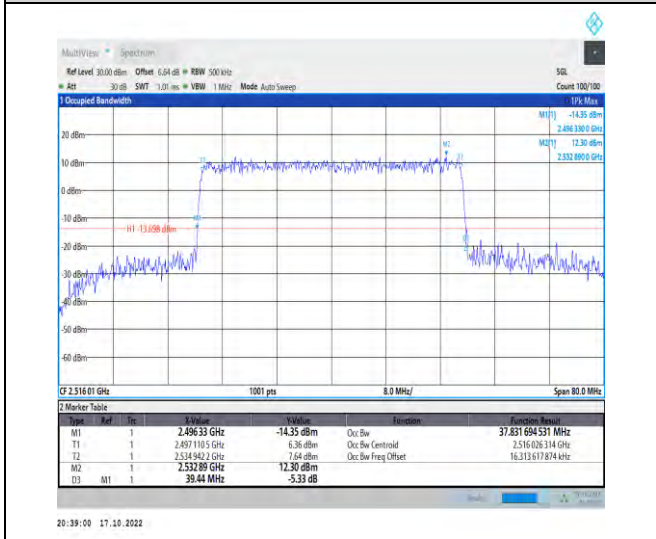 MultiView Spectrum
Ref Level 30.00 dBm Offset 6.64 dB RBW 500 kHz SGL
Att 30 dB SWT 1.01 ms VBW 1 MHz Mode Auto Sweep Count 100/100
1 Occupied Bandwidth 1Pk Max
M1[1] -14.35 dBm
2.496 330 0 GHz
M2[1] 12.30 dBm
2.532 890 0 GHz
20 dBm
10 dBm
0 dBm
-10 dBm
H1 -13.698 dBm
-20 dBm
-30 dBm
-40 dBm
-50 dBm
-60 dBm
M2
T1
CF 2.516 01 GHz 1001 pts 8.0 MHz/ Span 80.0 MHz
2 Marker Table
Type Ref Trc X-Value Y-Value Function Function Result
M1 1 2.496 33 GHz -14.35 dBm Occ Bw 37.831 694 531 MHz
T1 1 2.497 110 5 GHz 6.36 dBm Occ Bw Centroid 2.516 026 314 GHz
T2 1 2.534 942 2 GHz 7.64 dBm Occ Bw Freq Offset 16.313 617 874 kHz
M2 1 2.532 89 GHz 12.30 dBm
D3 M1 1 39.44 MHz -5.33 dB
20:39:00 17.10.2022